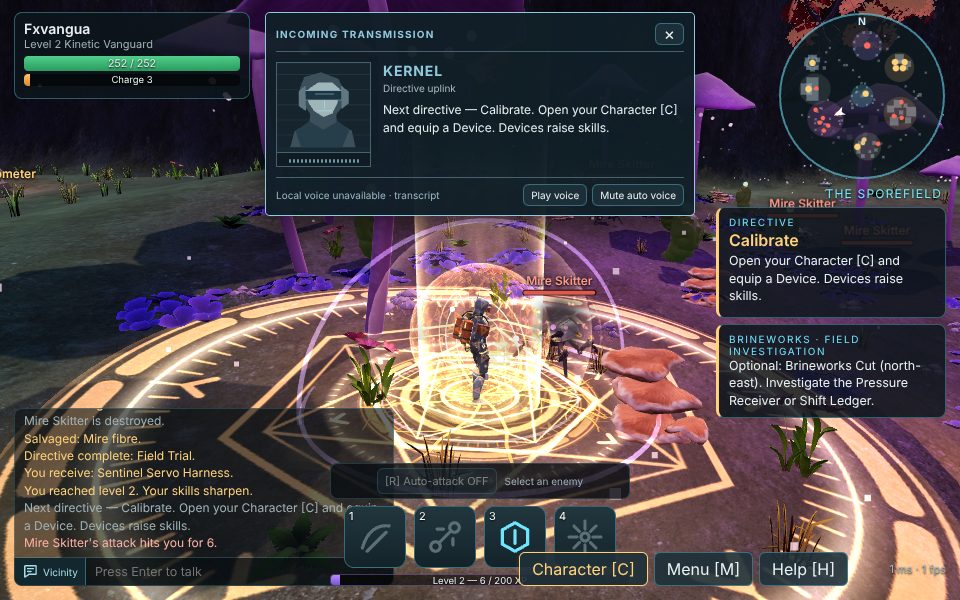 Fxvangua
Level 2 Kinetic Vanguard
252 / 252
Charge 3
INCOMING TRANSMISSION
KERNEL
Directive uplink
Next directive — Calibrate. Open your Character [C]
and equip a Device. Devices raise skills.
Local voice unavailable · transcript
Play voice
Mute auto voice
N
THE SPOREFIELD
ometer
Mire Skitter
Mire Skitter
Mire Skitter
DIRECTIVE
Calibrate
Open your Character [C] and
equip a Device. Devices raise
skills.
BRINEWORKS · FIELD
INVESTIGATION
Optional: Brineworks Cut (north-
east). Investigate the Pressure
Receiver or Shift Ledger.
Mire Skitter is destroyed.
Salvaged: Mire fibre.
Directive complete: Field Trial.
You receive: Sentinel Servo Harness.
You reached level 2. Your skills sharpen.
Next directive — Calibrate. Open your Character [C] and equip
a Device. Devices raise skills.
Mire Skitter's attack hits you for 6.
Vicinity
Press Enter to talk
[R] Auto-attack OFF
Select an enemy
1
2
3
4
Level 2 — 6 / 200 X
Character [C]
Menu [M]
Help [H]
1 ms · 1 fps